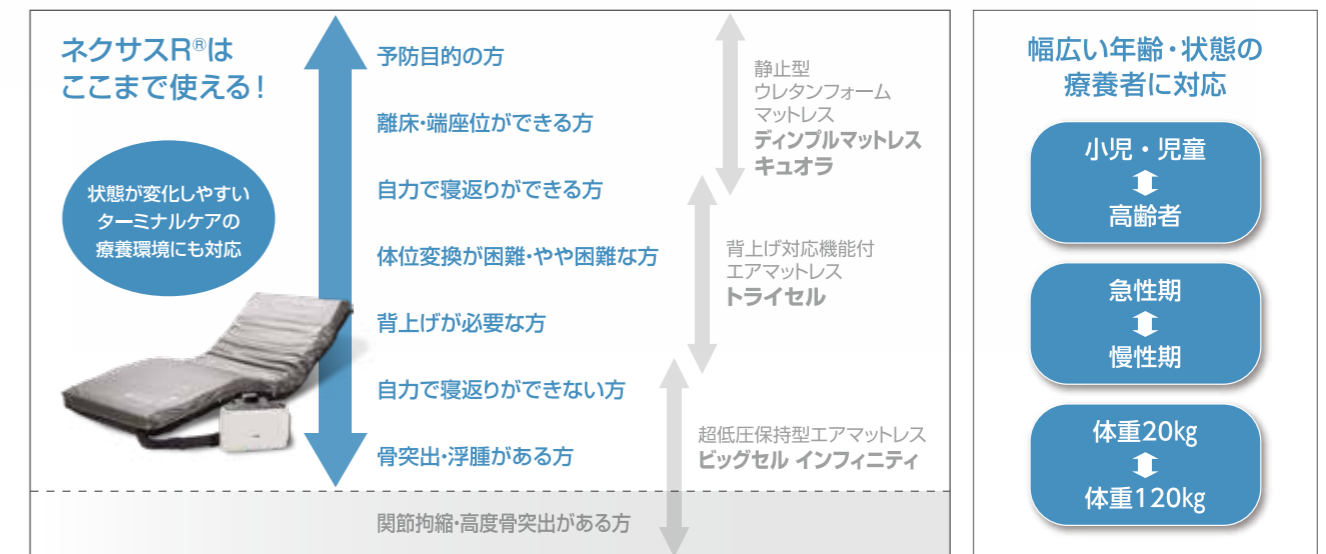 ネクサスR®は
ここまで使える！
状態が変化しやすい
ターミナルケアの
療養環境にも対応
予防目的の方
離床・端座位ができる方
自力で寝返りができる方
体位変換が困難・やや困難な方
背上げが必要な方
自力で寝返りができない方
骨突出・浮腫がある方
関節拘縮・高度骨突出がある方
静止型
ウレタンフォーム
マットレス
ディンプルマットレス
キュオラ
背上げ対応機能付
エアマットレス
トライセル
超低圧保持型エアマットレス
ビッグセル インフィニティ
幅広い年齢・状態の
療養者に対応
小児・児童
高齢者
急性期
慢性期
体重20kg
体重120kg